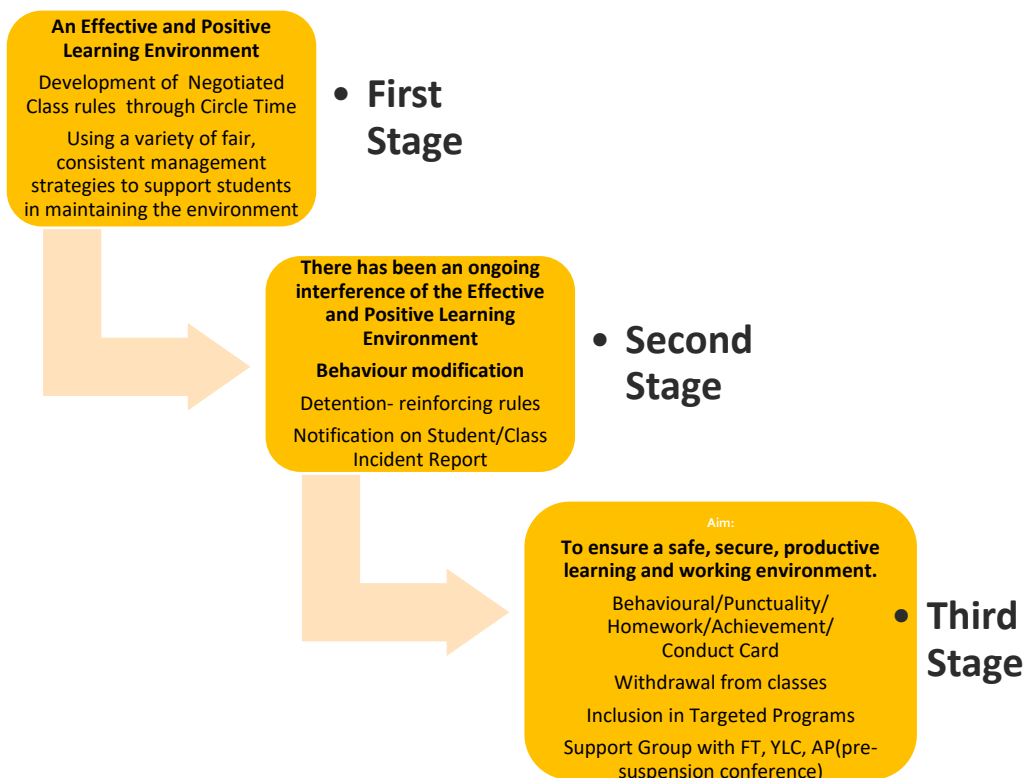 An Effective and Positive
Learning Environment
Development of Negotiated
Class rules through Circle Time
Using a variety of fair,
consistent management
strategies to support students
in maintaining the environment
• First
Stage
There has been an ongoing
interference of the Effective
and Positive Learning
Environment
Behaviour modification
Detention- reinforcing rules
Notification on Student/Class
Incident Report
• Second
Stage
Aim:
To ensure a safe, secure, productive
learning and working environment.
Behavioural/Punctuality/
Homework/Achievement/
Conduct Card
Withdrawal from classes
Inclusion in Targeted Programs
Support Group with FT, YLC, AP(pre-
suspension conference)
• Third
Stage